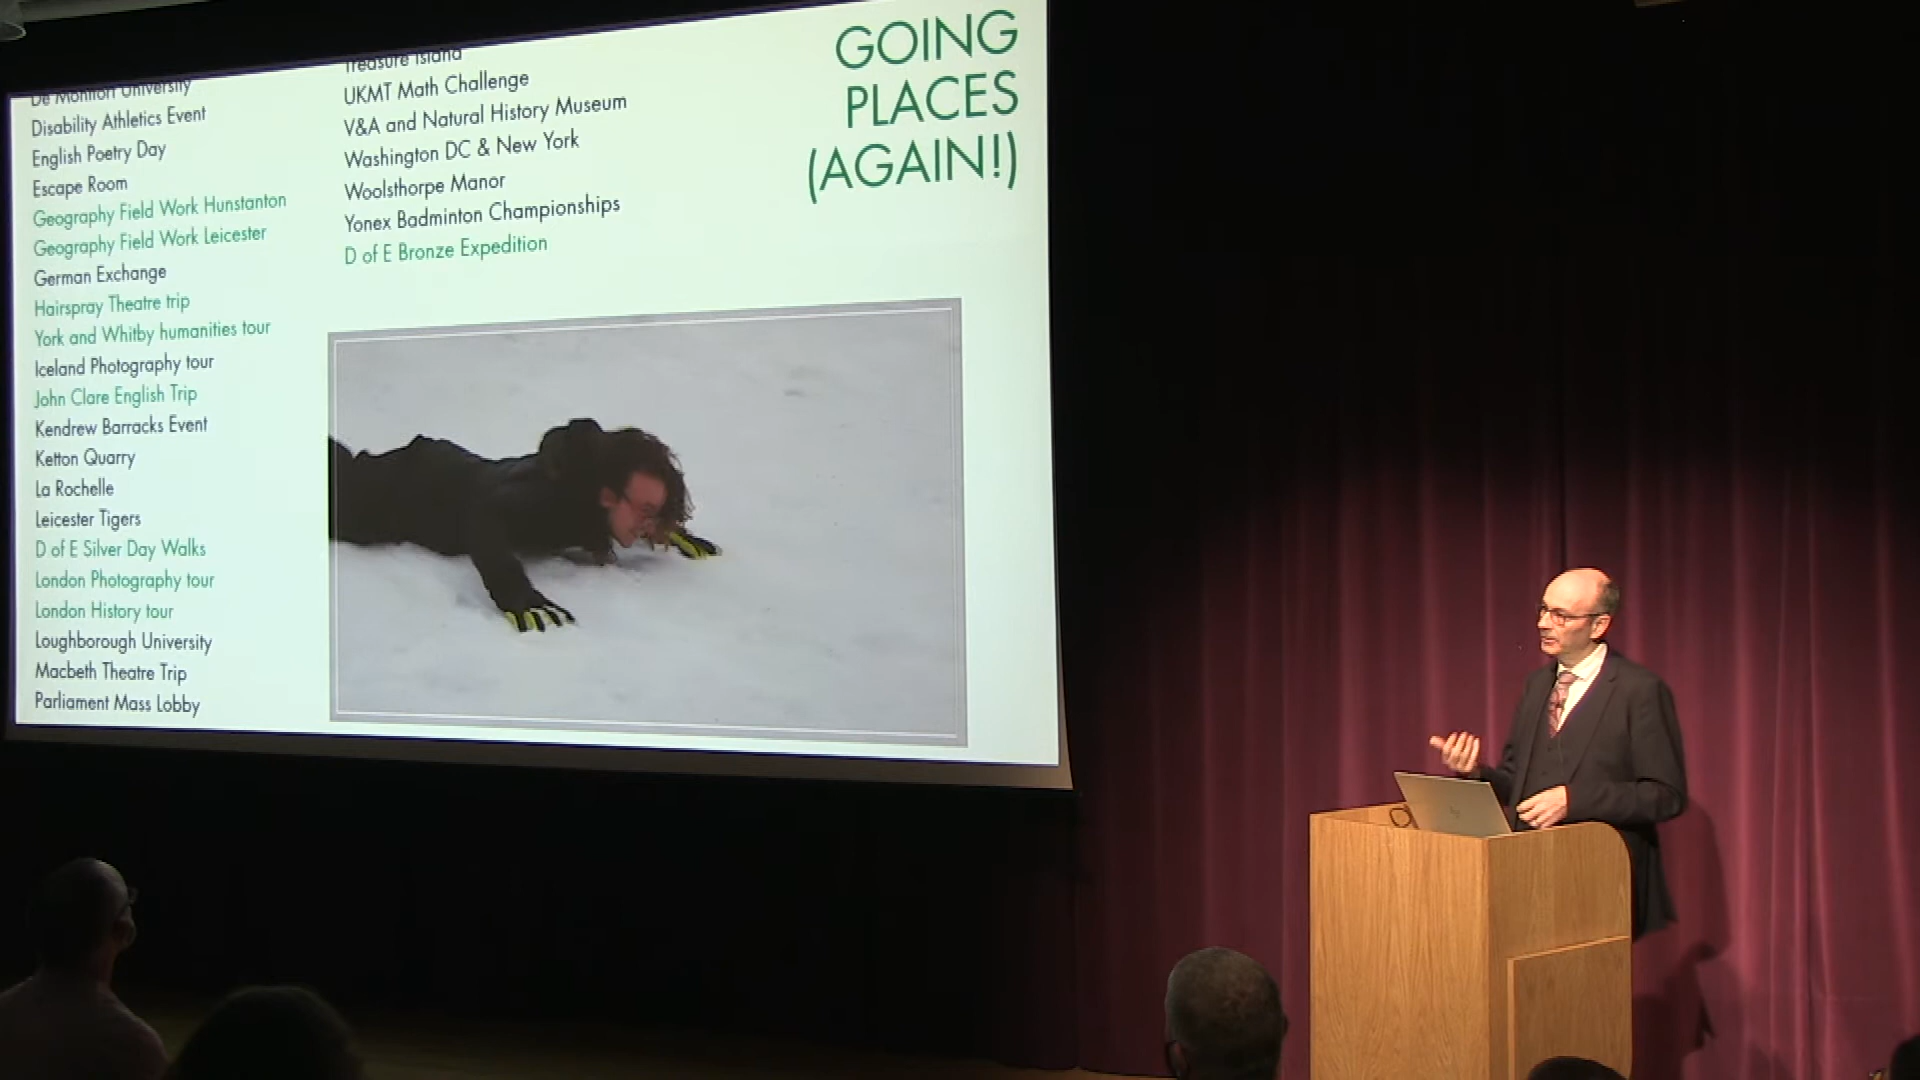 De Monfort University
Disability Athletics Event
English Poetry Day
Escape Room
Geography Field Work Hunstanton
Geography Field Work Leicester
German Exchange
Hairspray Theatre trip
York and Whitby humanities tour
Iceland Photography tour
John Clare English Trip
Kendrew Barracks Event
Ketton Quarry
La Rochelle
Leicester Tigers
D of E Silver Day Walks
London Photography tour
London History tour
Loughborough University
Macbeth Theatre Trip
Parliament Mass Lobby
Treasure Island
UKMT Math Challenge
V&A and Natural History Museum
Washington DC & New York
Woolsthorpe Manor
Yonex Badminton Championships
D of E Bronze Expedition
GOING
PLACES
(AGAIN!)